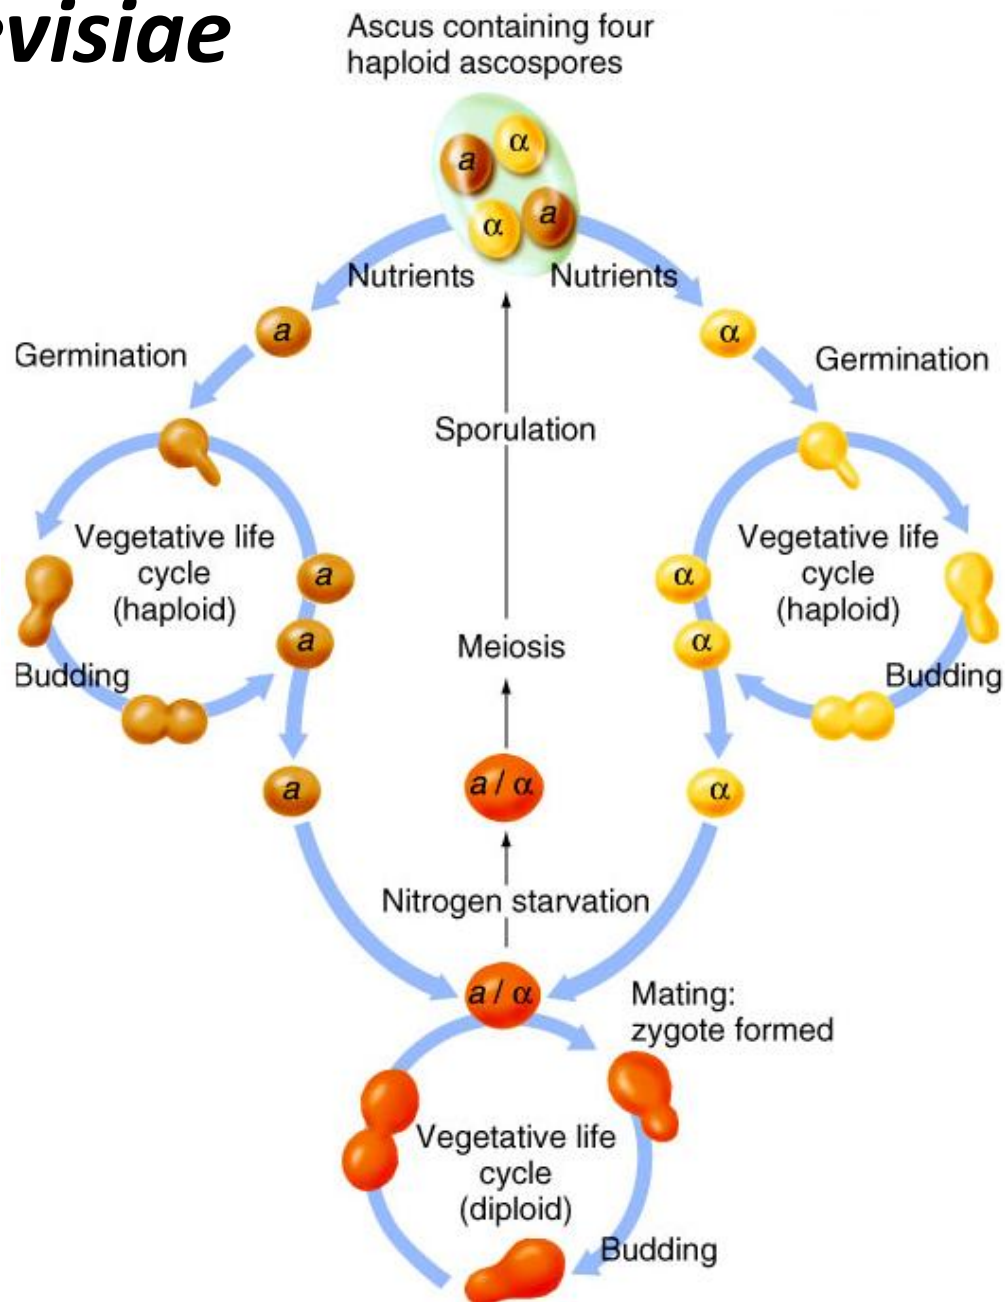 evisiae
Ascus containing four
haploid ascospores
a
α
α
a
Nutrients
Nutrients
a
α
Germination
Germination
Sporulation
Vegetative life
cycle
(haploid)
Vegetative life
cycle
(haploid)
a
α
a
α
Meiosis
Budding
Budding
a
a / α
α
Nitrogen starvation
a / α
Mating:
zygote formed
Vegetative life
cycle
(diploid)
Budding